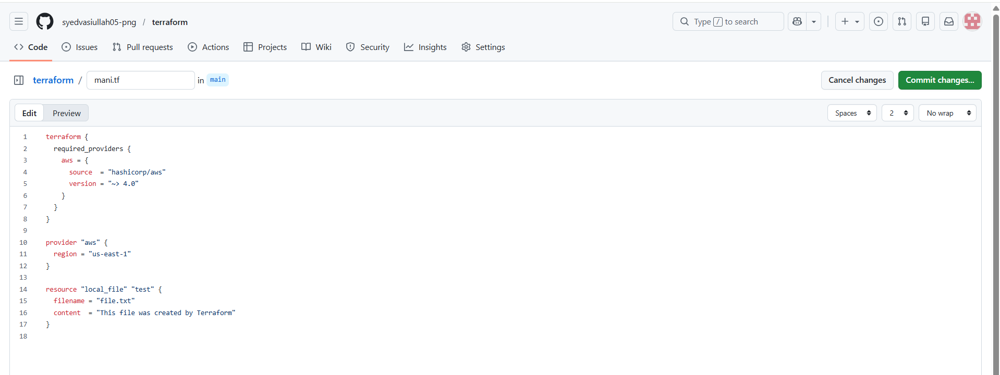 syedvasiullah05-png / terraform
Type / to search
Code Issues Pull requests Actions Projects Wiki Security Insights Settings
terraform / mani.tf in main
Cancel changes Commit changes...
Edit Preview
Spaces 2 No wrap
1 terraform {
2   required_providers {
3     aws = {
4       source  = "hashicorp/aws"
5       version = "~> 4.0"
6     }
7   }
8 }
9
10 provider "aws" {
11   region = "us-east-1"
12 }
13
14 resource "local_file" "test" {
15   filename = "file.txt"
16   content  = "This file was created by Terraform"
17 }
18